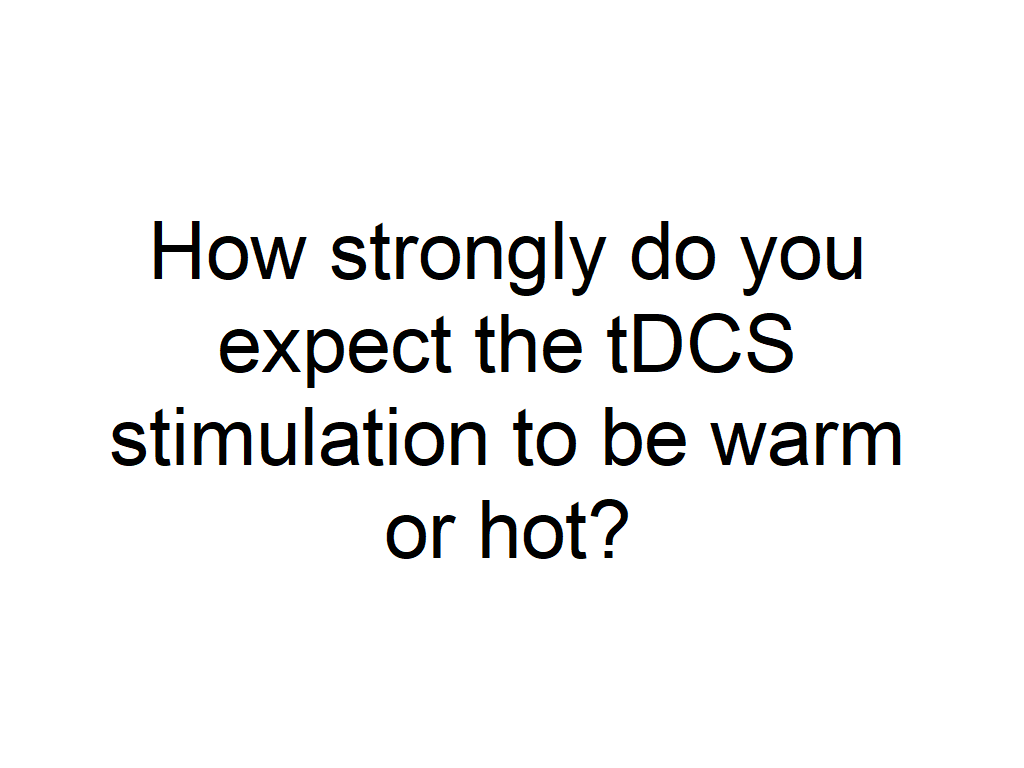 How strongly do you
expect the tDCS
stimulation to be warm
or hot?